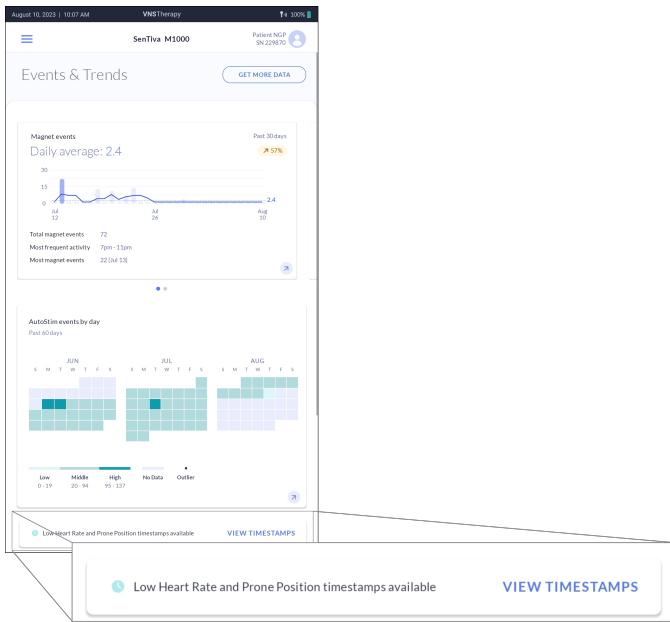 August 10, 2023 | 10:07 AM VNSTherapy 100%
SenTiva M1000
Patient NGP
SN 229870
Events & Trends
GET MORE DATA
Magnet events
Past 30 days
Daily average: 2.4
57%
30
15
0
2.4
Jul Jul Aug
12 26 10
Total magnet events 72
Most frequent activity 7pm - 11pm
Most magnet events 22 (Jul 13)
AutoStim events by day
Past 60 days
JUN JUL AUG
S M T W T F S S M T W T F S S M T W T F S
Low Middle High No Data Outlier
0 - 19 20 - 94 95 - 137
Low Heart Rate and Prone Position timestamps available VIEW TIMESTAMPS
Low Heart Rate and Prone Position timestamps available VIEW TIMESTAMPS